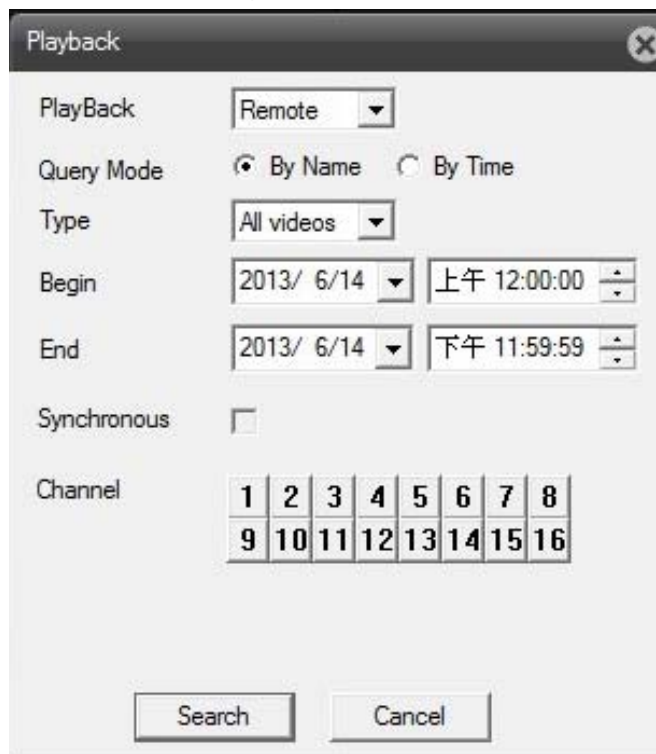 Playback
PlayBack Remote
Query Mode By Name By Time
Type All videos
Begin 2013/ 6/14 上午 12:00:00
End 2013/ 6/14 下午 11:59:59
Synchronous
Channel 1 2 3 4 5 6 7 8
9 10 11 12 13 14 15 16
Search Cancel